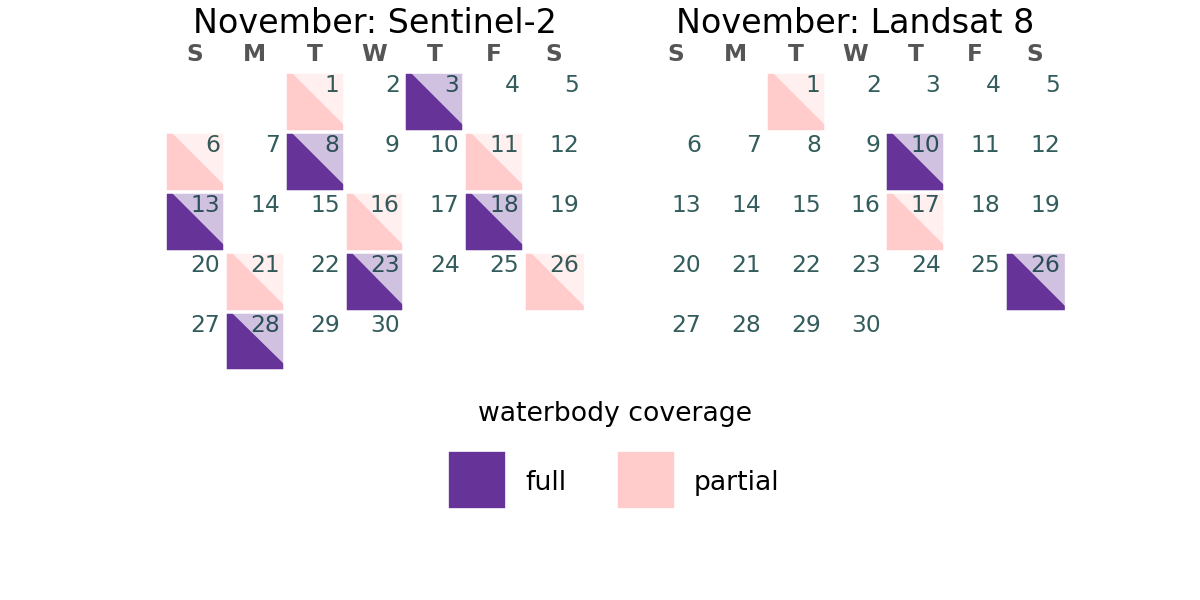 November: Sentinel-2
S M T W T F S
1 2 3 4 5
6 7 8 9 10 11 12
13 14 15 16 17 18 19
20 21 22 23 24 25 26
27 28 29 30
November: Landsat 8
S M T W T F S
1 2 3 4 5
6 7 8 9 10 11 12
13 14 15 16 17 18 19
20 21 22 23 24 25 26
27 28 29 30
waterbody coverage
full partial